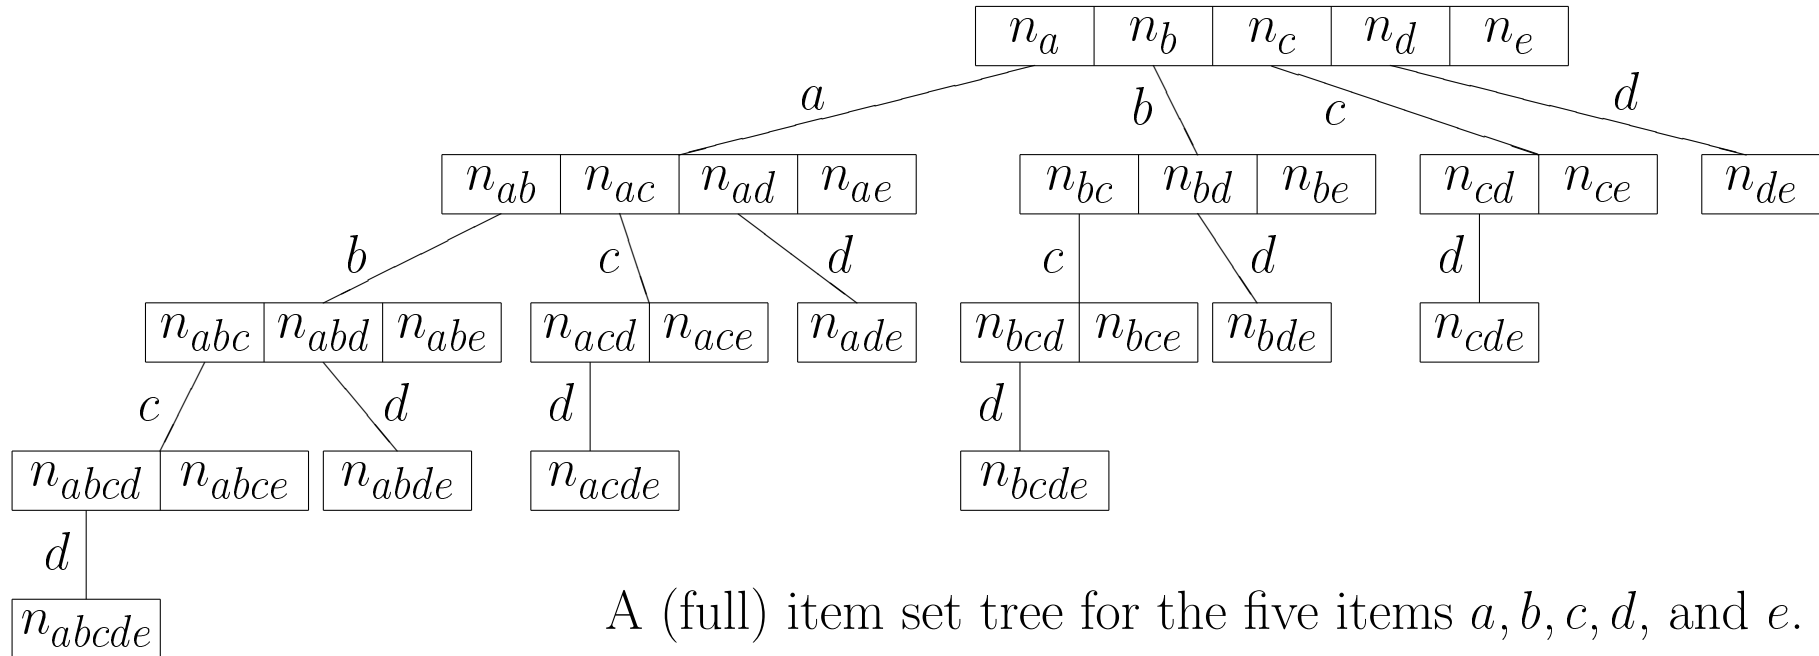 n_a n_b n_c n_d n_e
a b c d
n_ab n_ac n_ad n_ae n_bc n_bd n_be n_cd n_ce n_de
b c d c d d
n_abc n_abd n_abe n_acd n_ace n_ade n_bcd n_bce n_bde n_cde
c d d d
n_abcd n_abce n_abde n_acde n_bcde
d
n_abcde
A (full) item set tree for the five items a, b, c, d, and e.